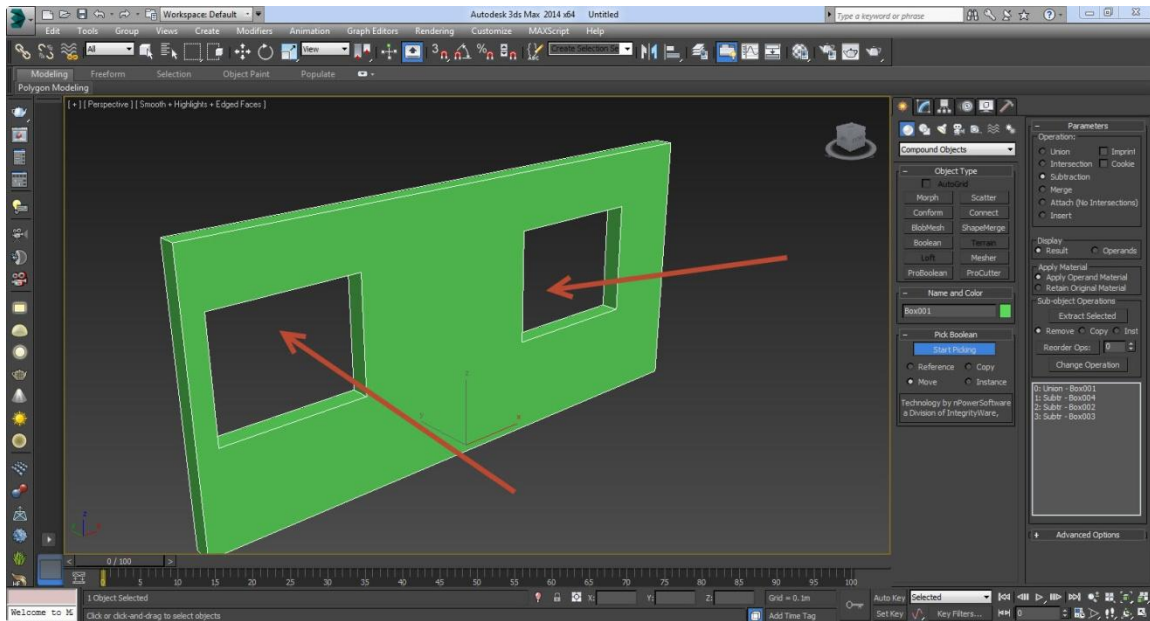 Workspace: Default
Autodesk 3ds Max 2014 x64 Untitled
Type a keyword or phrase
Edit Tools Group Views Create Modifiers Animation Graph Editors Rendering Customize MAXScript Help
All
View
3
Create Selection Se
Modeling Freeform Selection Object Paint Populate
Polygon Modeling
[ + ] [ Perspective ] [ Smooth + Highlights + Edged Faces ]
Compound Objects
Object Type
AutoGrid
Morph Scatter
Conform Connect
BlobMesh ShapeMerge
Boolean Terrain
Loft Mesher
ProBoolean ProCutter
Name and Color
Box001
Pick Boolean
Start Picking
Reference Copy
Move Instance
Technology by nPowerSoftware
a Division of IntegrityWare,
Parameters
Operation:
Union Imprint
Intersection Cookie
Subtraction
Merge
Attach (No Intersections)
Insert
Display
Result Operands
Apply Material
Apply Operand Material
Retain Original Material
Sub-object Operations
Extract Selected
Remove Copy Inst
Reorder Ops: 0
Change Operation
0: Union - Box001
1: Subtr - Box004
2: Subtr - Box002
3: Subtr - Box003
Advanced Options
z
x
0 / 100
0 5 10 15 20 25 30 35 40 45 50 55 60 65 70 75 80 85 90 95 100
1 Object Selected
X: Y: Z: Grid = 0.1m
Auto Key Selected
Welcome to M
Click or click-and-drag to select objects
Add Time Tag
Set Key Key Filters... 0